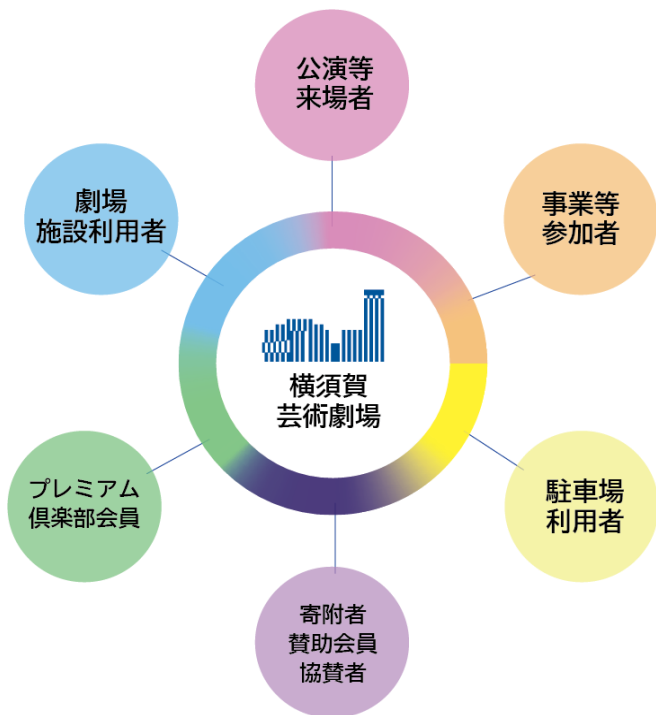 公演等
来場者
劇場
施設利用者
事業等
参加者
横須賀
芸術劇場
プレミアム
倶楽部会員
駐車場
利用者
寄附者
賛助会員
協賛者